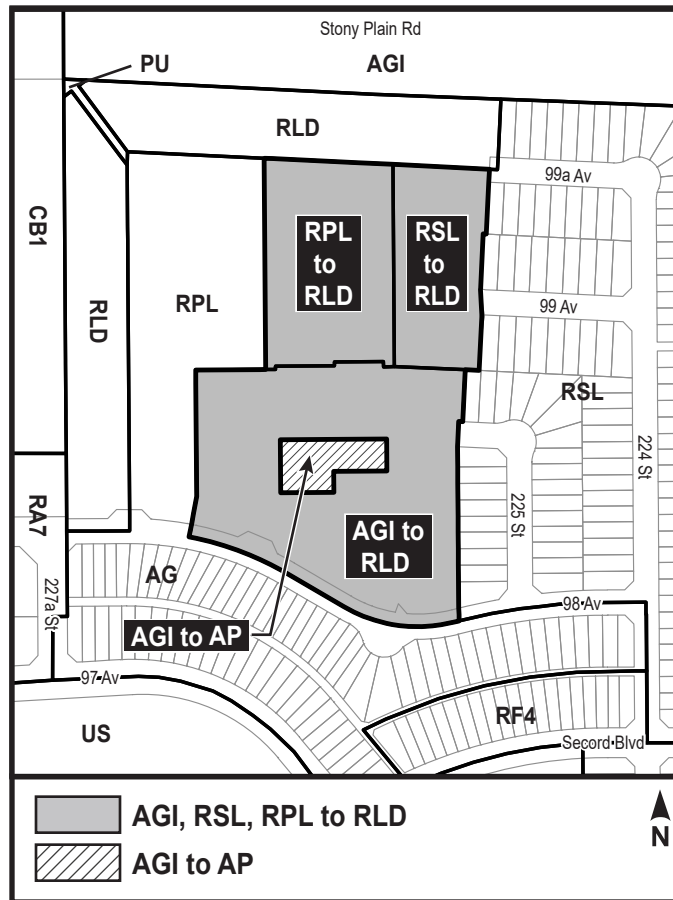 Stony Plain Rd
PU
AGI
RLD
99a Av
CB1
RPL
to
RLD
RSL
to
RLD
RLD
RPL
99 Av
RSL
224 St
RA7
225 St
AGI to
RLD
AG
227a St
98 Av
AGI to AP
97 Av
RF4
US
Secord Blvd
AGI, RSL, RPL to RLD
AGI to AP
N